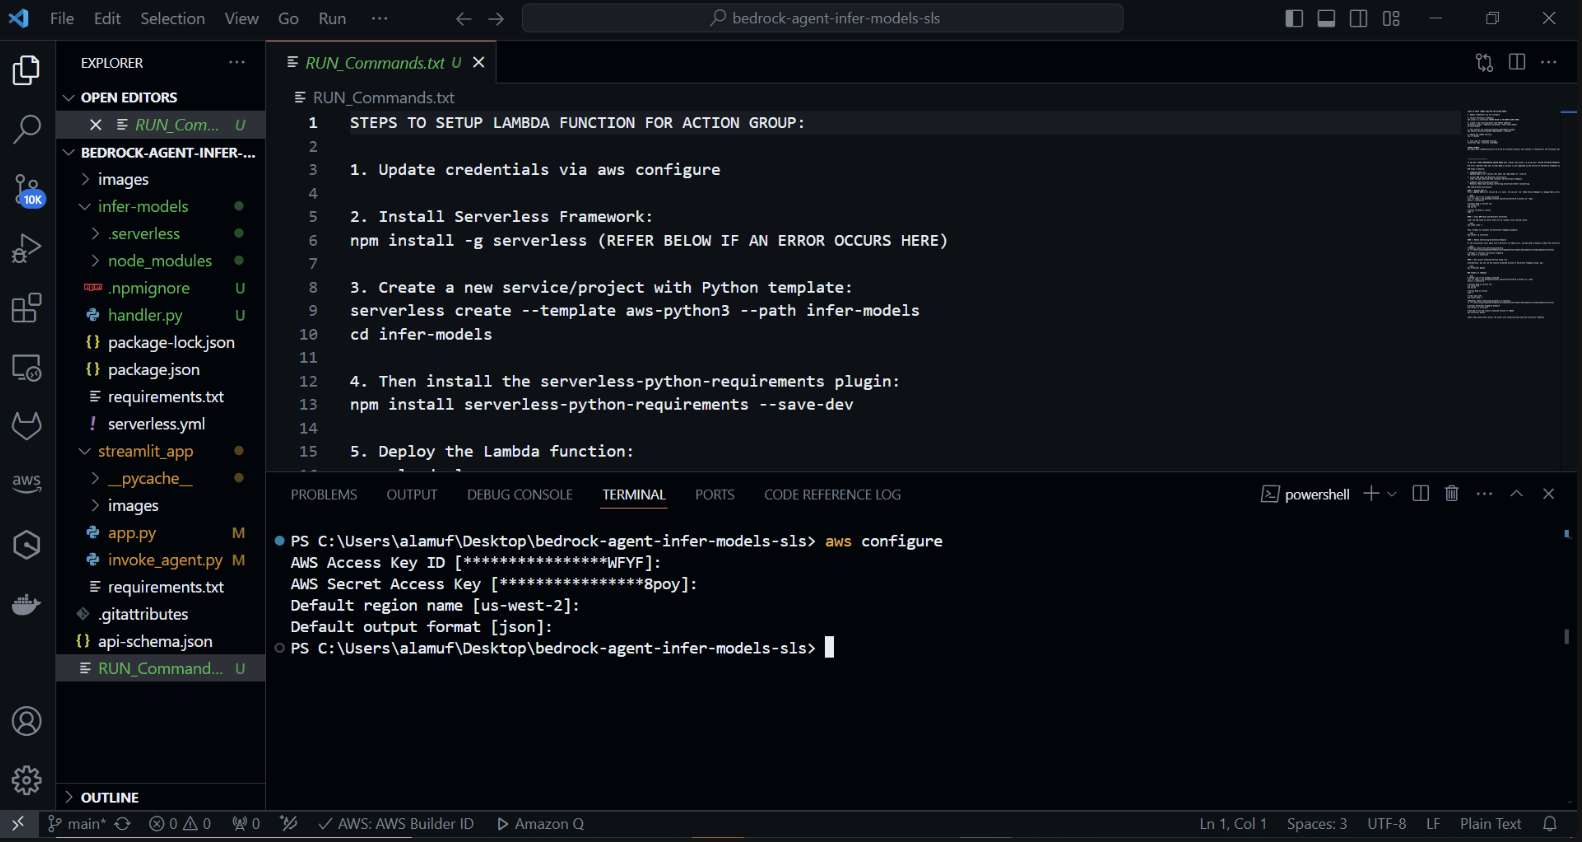 File Edit Selection View Go Run ··· bedrock-agent-infer-models-sls
EXPLORER ···
OPEN EDITORS
RUN_Com... U
BEDROCK-AGENT-INFER-...
images
infer-models
.serverless
node_modules
.npmignore U
handler.py U
package-lock.json
package.json
requirements.txt
serverless.yml
streamlit_app
__pycache__
images
app.py M
invoke_agent.py M
requirements.txt
.gitattributes
api-schema.json
RUN_Command... U
OUTLINE
10K
aws
RUN_Commands.txt U
RUN_Commands.txt
1 STEPS TO SETUP LAMBDA FUNCTION FOR ACTION GROUP:
2
3 1. Update credentials via aws configure
4
5 2. Install Serverless Framework:
6 npm install -g serverless (REFER BELOW IF AN ERROR OCCURS HERE)
7
8 3. Create a new service/project with Python template:
9 serverless create --template aws-python3 --path infer-models
10 cd infer-models
11
12 4. Then install the serverless-python-requirements plugin:
13 npm install serverless-python-requirements --save-dev
14
15 5. Deploy the Lambda function:
PROBLEMS OUTPUT DEBUG CONSOLE TERMINAL PORTS CODE REFERENCE LOG powershell
PS C:\Users\alamuf\Desktop\bedrock-agent-infer-models-sls> aws configure
AWS Access Key ID [****************WFYF]:
AWS Secret Access Key [****************8poy]:
Default region name [us-west-2]:
Default output format [json]:
PS C:\Users\alamuf\Desktop\bedrock-agent-infer-models-sls>
main* 0 0 0 AWS: AWS Builder ID Amazon Q Ln 1, Col 1 Spaces: 3 UTF-8 LF Plain Text